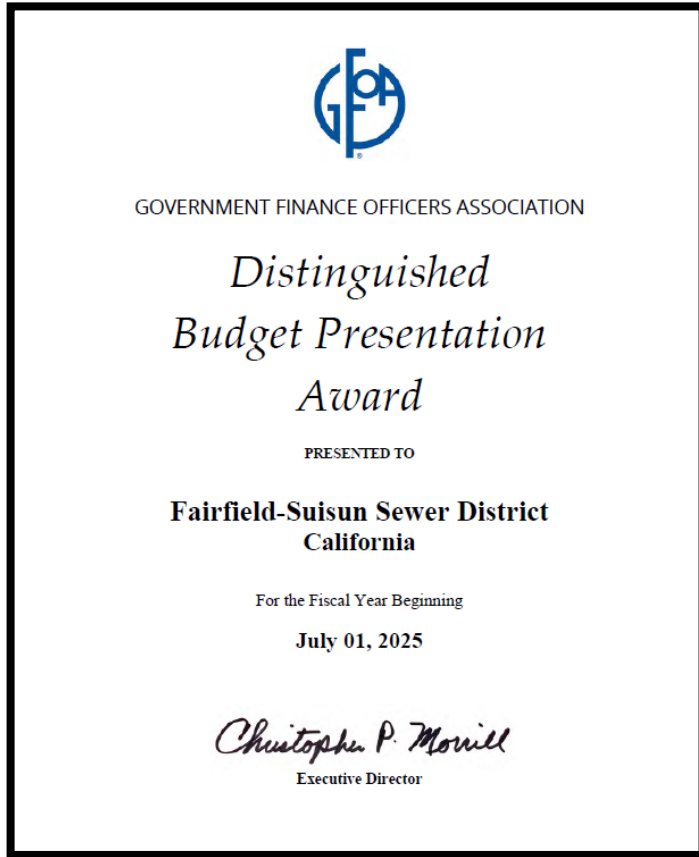 GFOA
®
GOVERNMENT FINANCE OFFICERS ASSOCIATION
Distinguished
Budget Presentation
Award
PRESENTED TO
Fairfield-Suisun Sewer District
California
For the Fiscal Year Beginning
July 01, 2025
Christopher P. Morrill
Executive Director